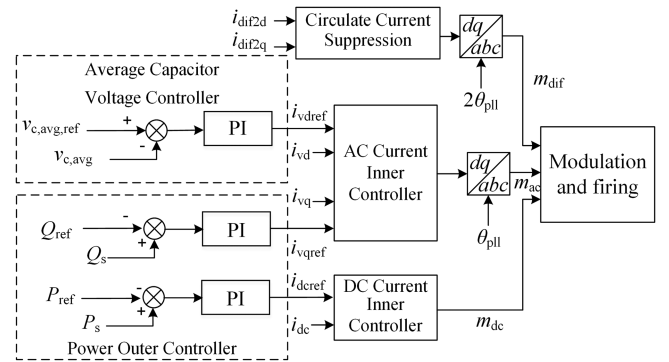 i_dif2d
i_dif2q
Circulate Current
Suppression
dq
abc
2θ_pll
m_dif
Average Capacitor
Voltage Controller
v_c,avg,ref
+
-
v_c,avg
PI
i_vdref
i_vd
i_vq
i_vqref
AC Current
Inner
Controller
dq
abc
θ_pll
m_ac
Modulation
and firing
Q_ref
-
+
Q_s
PI
P_ref
-
+
P_s
PI
i_dcref
i_dc
DC Current
Inner
Controller
m_dc
Power Outer Controller